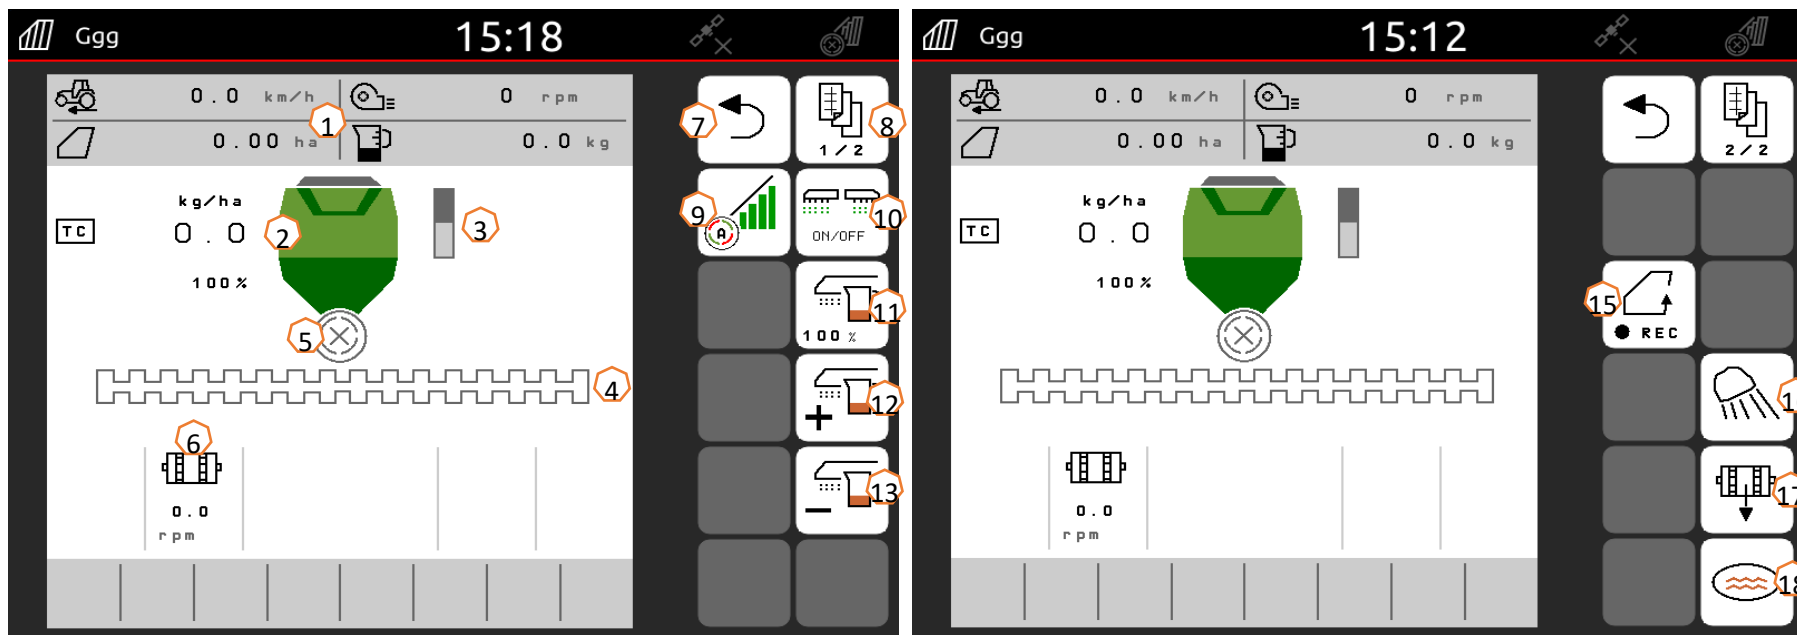 Ggg 15:18
0.0 km/h 0 rpm
1
0.00 ha 0.0 kg
7 8
1/2
kg/ha
TC 0.0 2 3
100%
9 A 10
ON/OFF
5
11
100 %
4
12
+
6
13
−
0.0
rpm
Ggg 15:12
0.0 km/h 0 rpm
0.00 ha 0.0 kg
2/2
kg/ha
TC 0.0
100%
15
REC
1
17
0.0
rpm
18